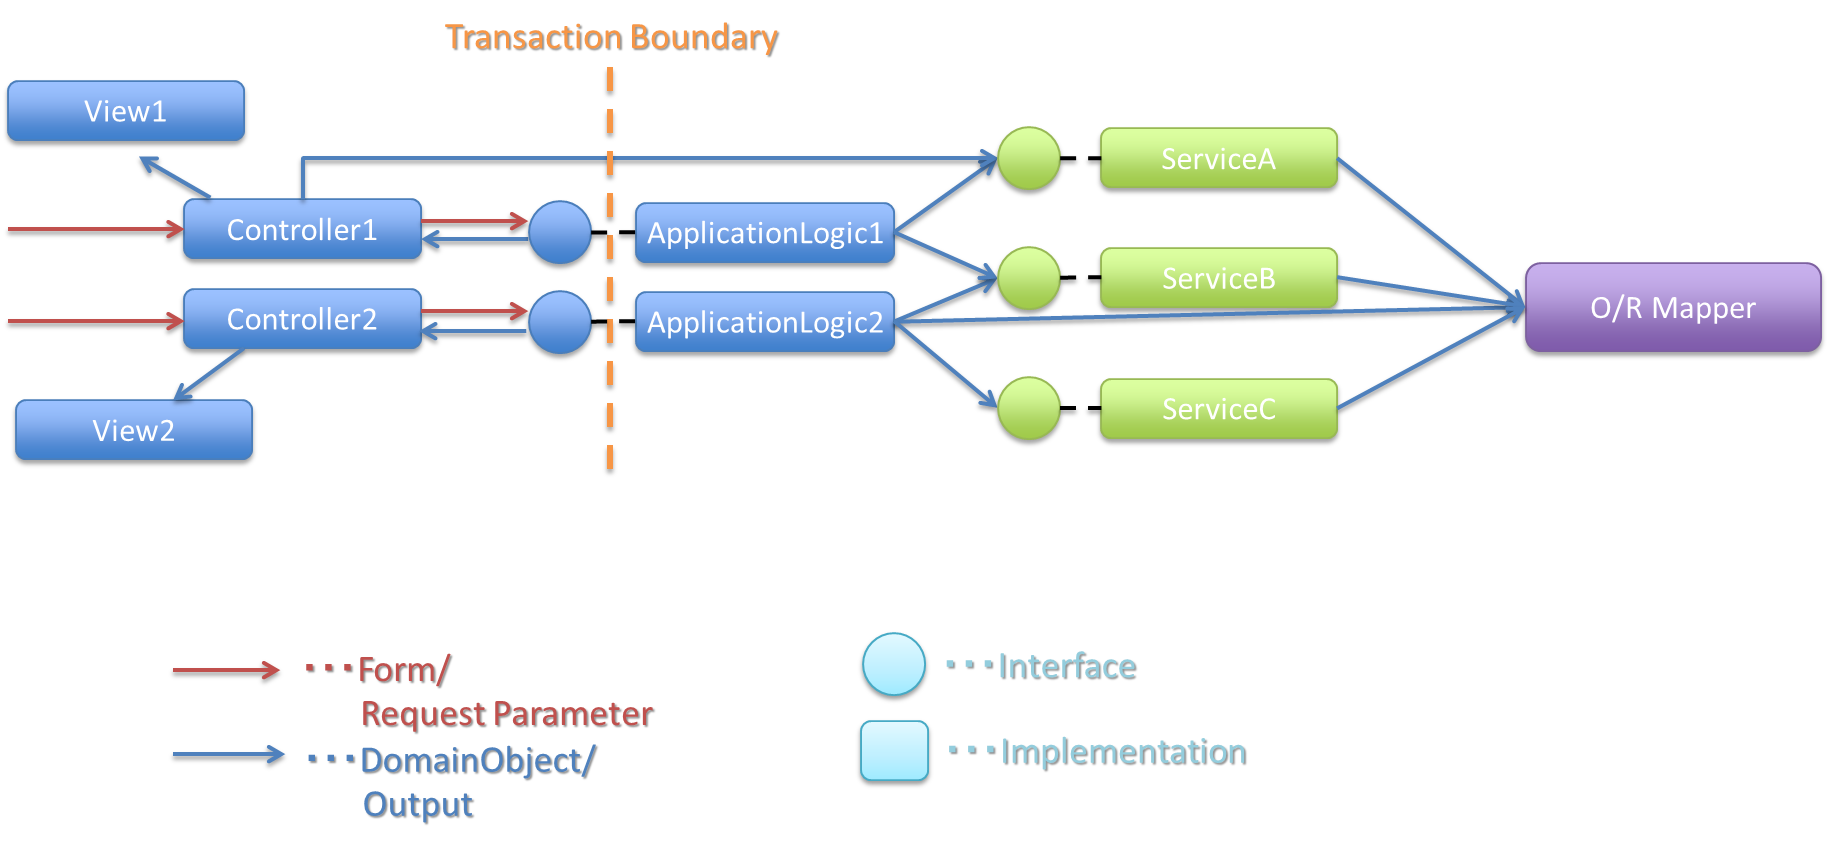 Transaction Boundary
View1
ServiceA
Controller1
ApplicationLogic1
ServiceB
Controller2
ApplicationLogic2
O/R Mapper
ServiceC
View2
・・・Form/
Request Parameter
・・・DomainObject/
Output
・・・Interface
・・・Implementation